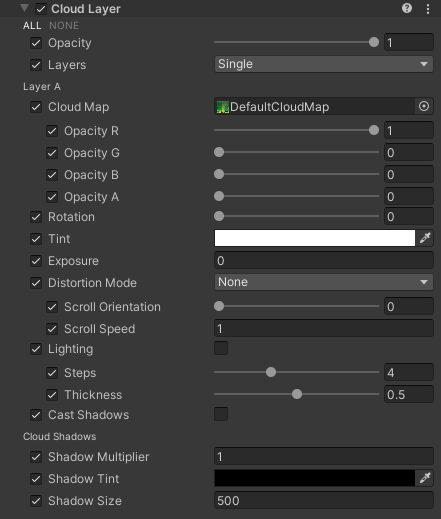 Cloud Layer
ALL NONE
Opacity 1
Layers Single
Layer A
Cloud Map DefaultCloudMap
Opacity R 1
Opacity G 0
Opacity B 0
Opacity A 0
Rotation 0
Tint
Exposure 0
Distortion Mode None
Scroll Orientation 0
Scroll Speed 1
Lighting
Steps 4
Thickness 0.5
Cast Shadows
Cloud Shadows
Shadow Multiplier 1
Shadow Tint
Shadow Size 500